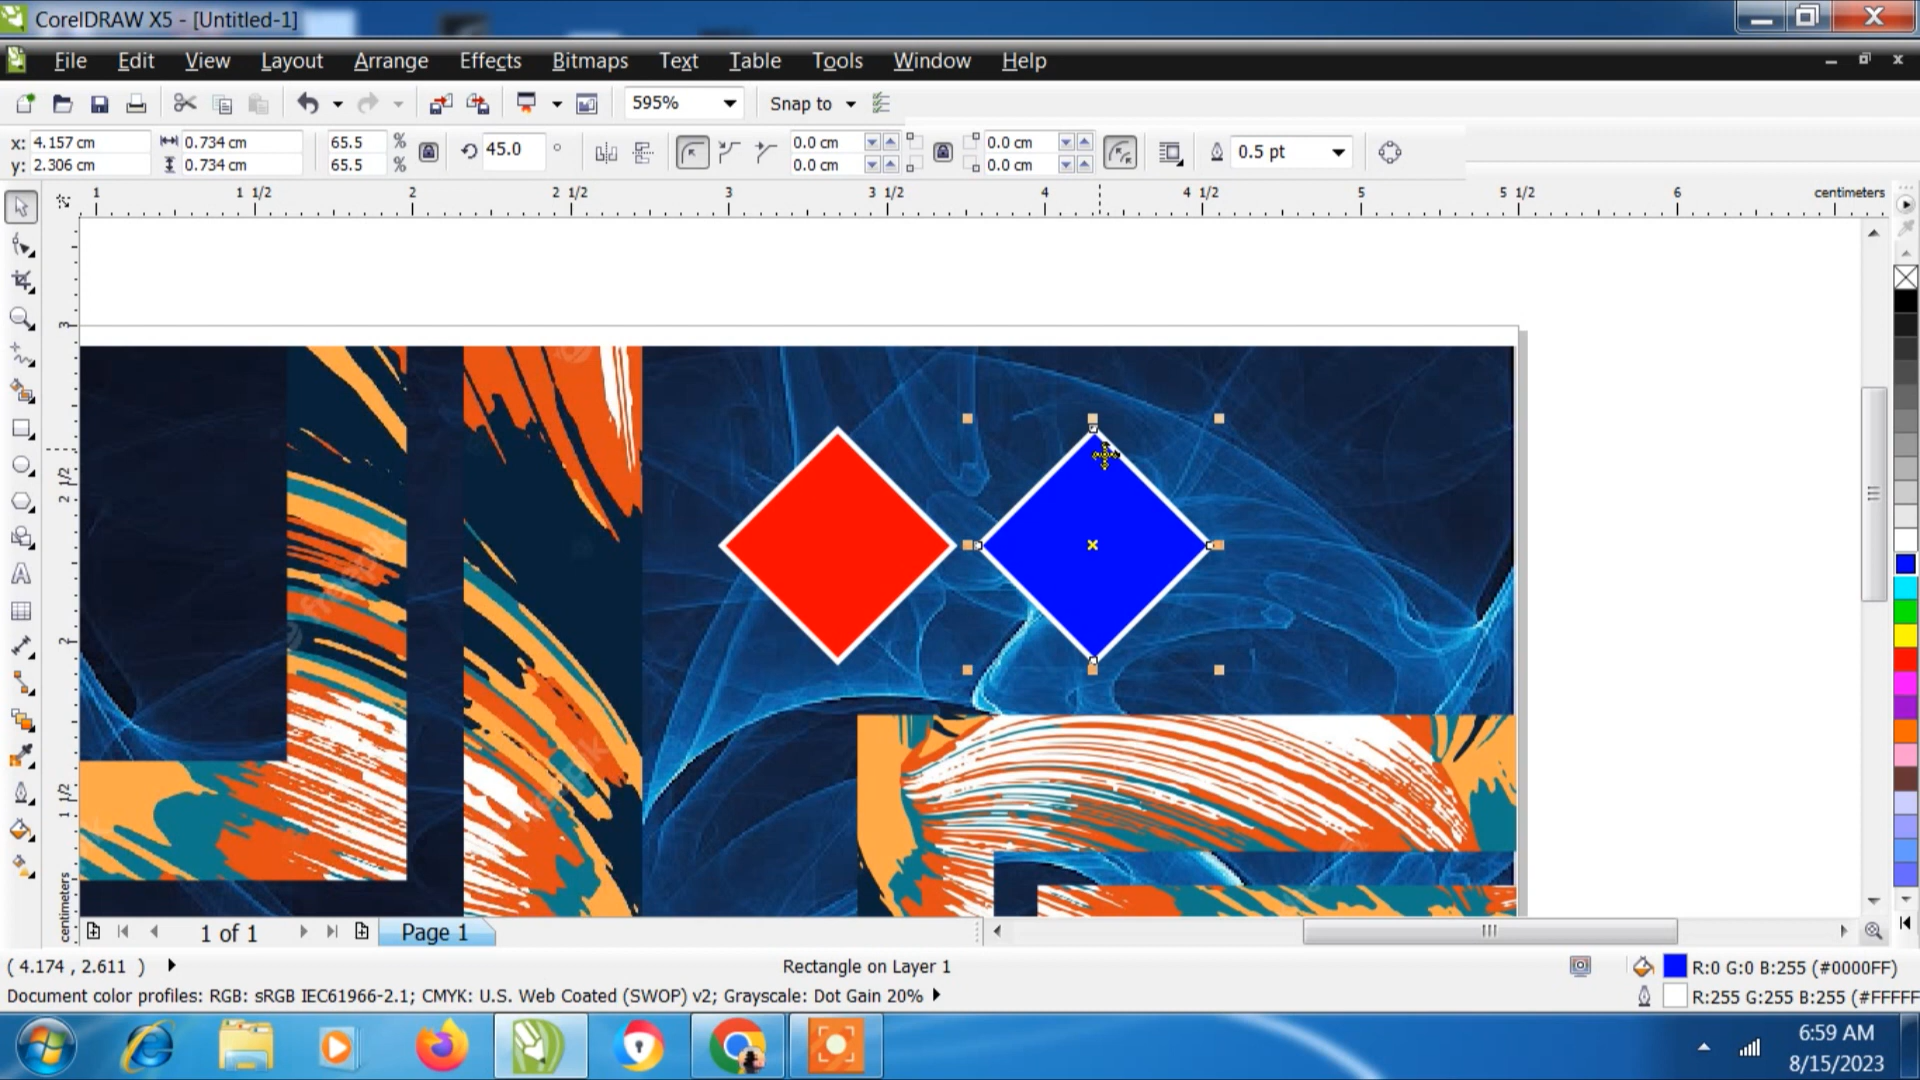 CorelDRAW X5 - [Untitled-1]
File Edit View Layout Arrange Effects Bitmaps Text Table Tools Window Help
595% Snap to
x: 4.157 cm 0.734 cm 65.5 % 45.0 ° 0.0 cm 0.0 cm 0.5 pt
y: 2.306 cm 0.734 cm 65.5 % 0.0 cm 0.0 cm
1 1 1/2 2 2 1/2 3 3 1/2 4 4 1/2 5 5 1/2 6 centimeters
3
2 1/2
2
1 1/2
centimeters
freepik
1 of 1 Page 1
( 4.174 , 2.611 ) Rectangle on Layer 1 R:0 G:0 B:255 (#0000FF)
Document color profiles: RGB: sRGB IEC61966-2.1; CMYK: U.S. Web Coated (SWOP) v2; Grayscale: Dot Gain 20% R:255 G:255 B:255 (#FFFFF
6:59 AM
8/15/2023